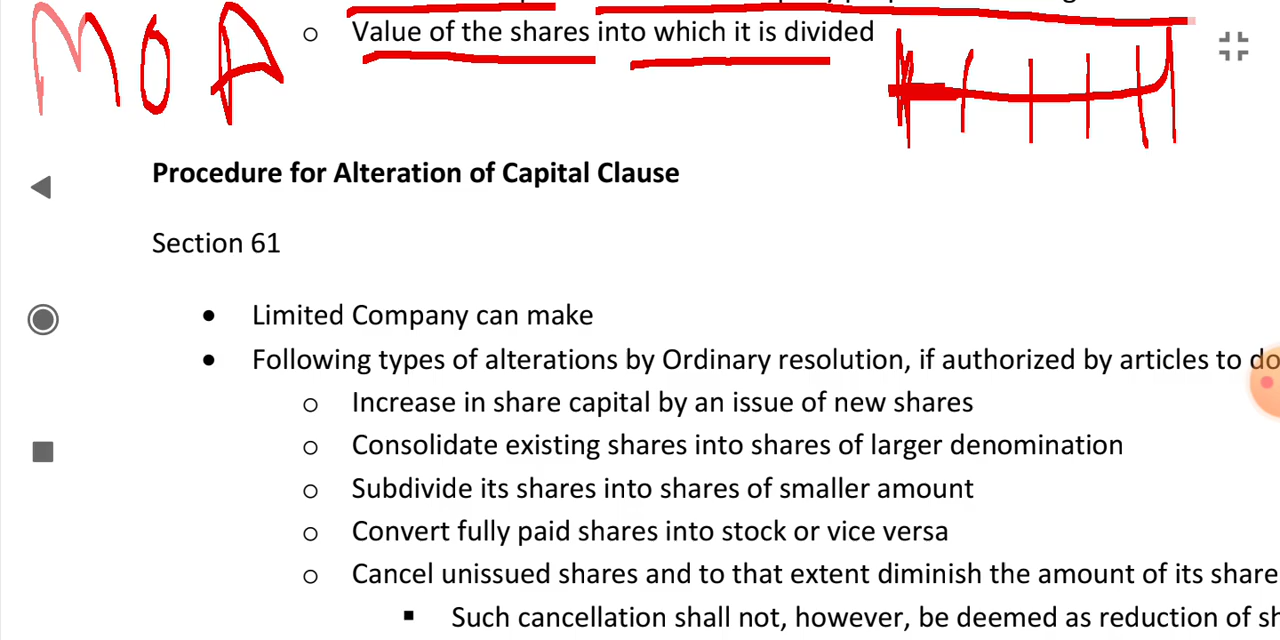 MOA
o Value of the shares into which it is divided
Procedure for Alteration of Capital Clause
Section 61
• Limited Company can make
• Following types of alterations by Ordinary resolution, if authorized by articles to do
o Increase in share capital by an issue of new shares
o Consolidate existing shares into shares of larger denomination
o Subdivide its shares into shares of smaller amount
o Convert fully paid shares into stock or vice versa
o Cancel unissued shares and to that extent diminish the amount of its share
▪ Such cancellation shall not, however, be deemed as reduction of sh